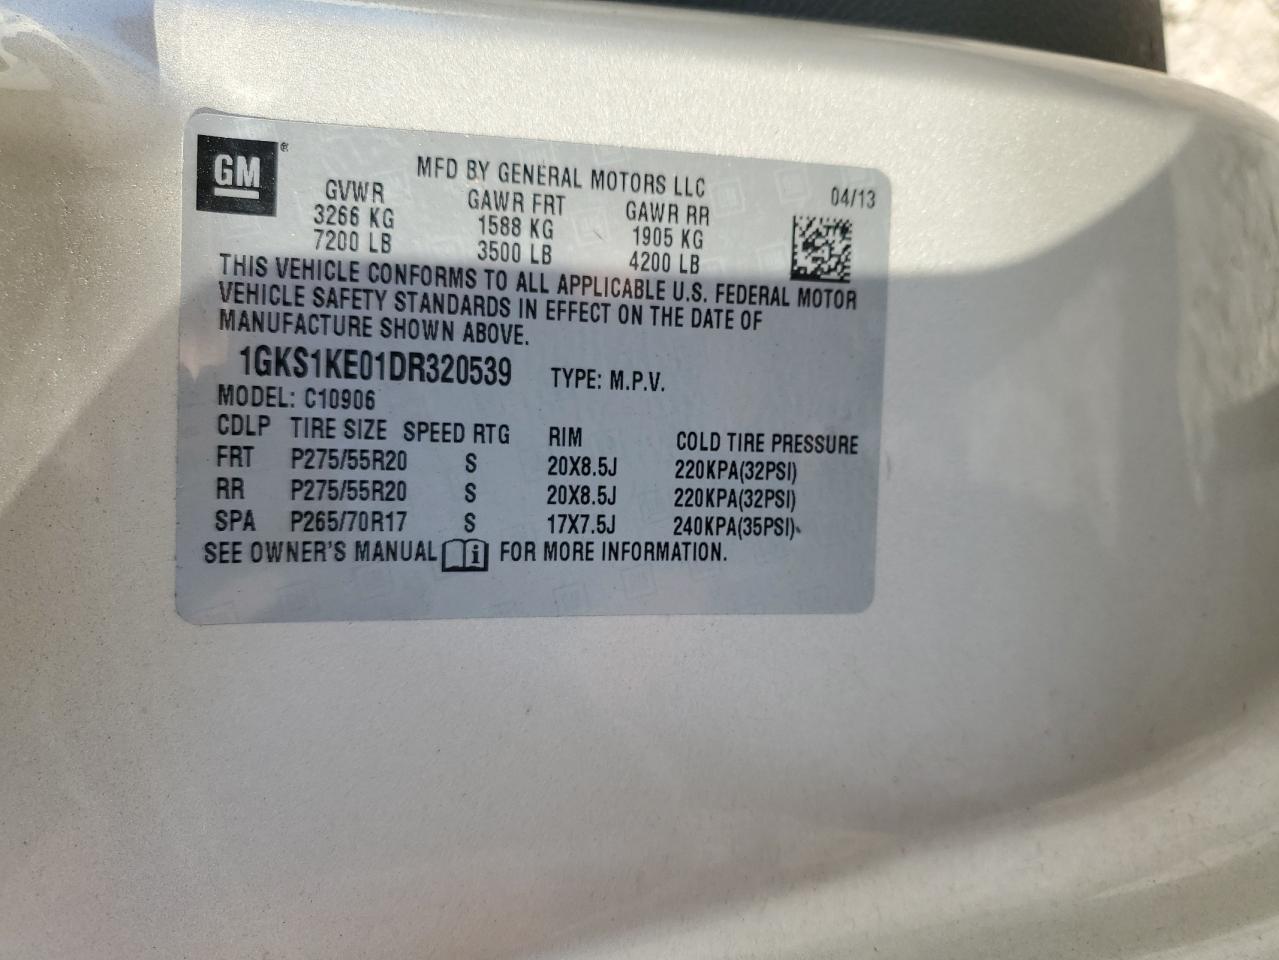 GM ®
MFD BY GENERAL MOTORS LLC
04/13
GVWR GAWR FRT GAWR RR
3266 KG 1588 KG 1905 KG
7200 LB 3500 LB 4200 LB
THIS VEHICLE CONFORMS TO ALL APPLICABLE U.S. FEDERAL MOTOR
VEHICLE SAFETY STANDARDS IN EFFECT ON THE DATE OF
MANUFACTURE SHOWN ABOVE.
1GKS1KE01DR320539 TYPE: M.P.V.
MODEL: C10906
CDLP TIRE SIZE SPEED RTG RIM COLD TIRE PRESSURE
FRT P275/55R20 S 20X8.5J 220KPA(32PSI)
RR P275/55R20 S 20X8.5J 220KPA(32PSI)
SPA P265/70R17 S 17X7.5J 240KPA(35PSI)
SEE OWNER'S MANUAL i FOR MORE INFORMATION.